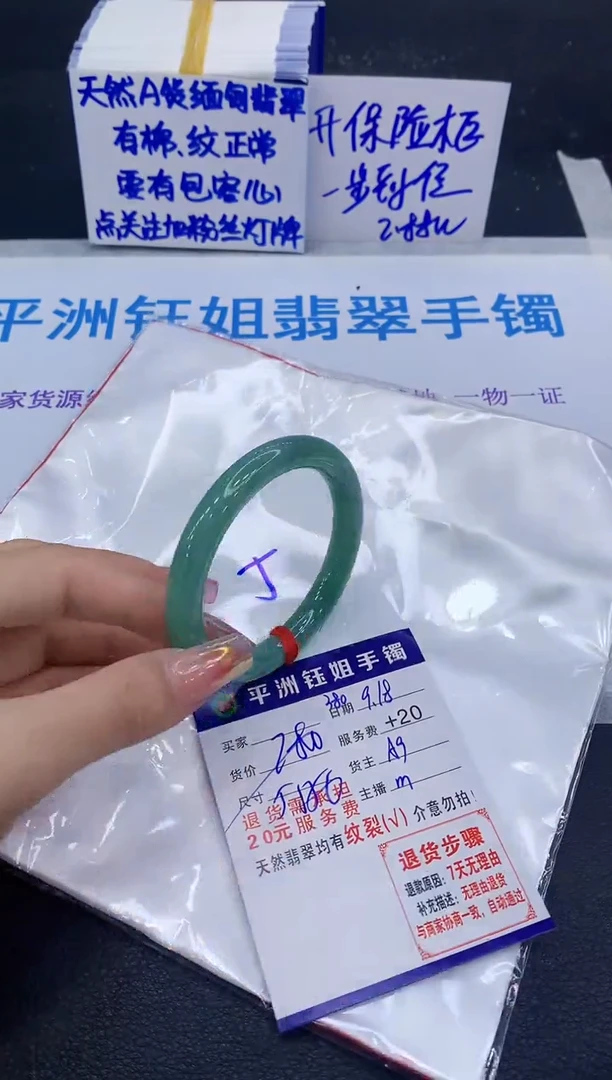 天然A货缅甸翡翠
有棉、纹正常
要有包容心
点关注加粉丝灯牌
开保险柜
一步到位
平洲钰姐翡翠手镯
家货源
一物一证
J
平洲钰姐手镯
买家
日期 9.18
货价 280 服务费 +20
尺寸 货主 A9
主播 m
退货需承担
20元服务费
天然翡翠均有纹裂(√)介意勿拍!
退货步骤
退款原因:7天无理由
补充描述:无理由退货
与商家协商一致,自动通过